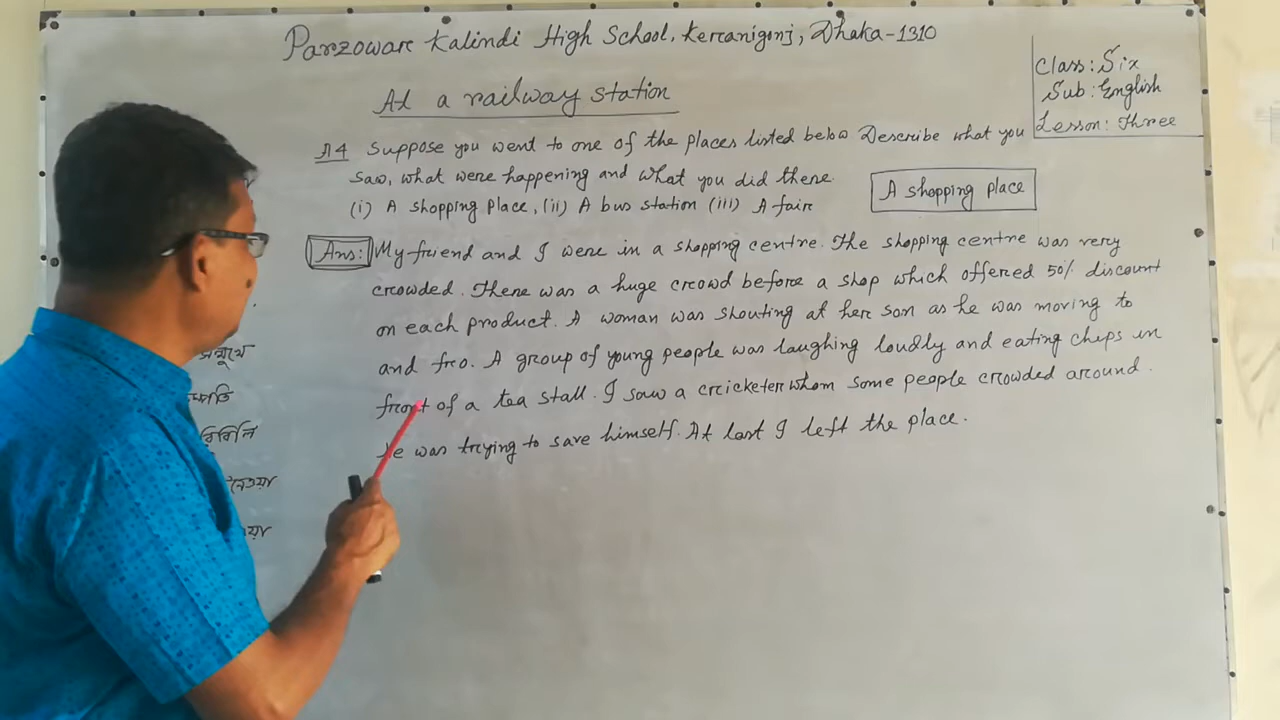 Parzoware Kalindi High School, Keraniganj, Dhaka-1310
At a railway station
Class: Six
Sub: English
Lesson: Three
A4 Suppose you went to one of the places listed below Describe what you
saw, what were happening and what you did there.
(i) A shopping Place, (ii) A bus station (iii) A fair
A shopping place
Ans: My friend and I were in a shopping centre. The shopping centre was very
crowded. There was a huge crowd before a shop which offered 50% discount
on each product. A woman was shouting at her son as he was moving to
and fro. A group of young people was laughing loudly and eating chips in
front of a tea stall. I saw a cricketer whom some people crowded around.
He was trying to save himself. At last I left the place.
সম্মুখে